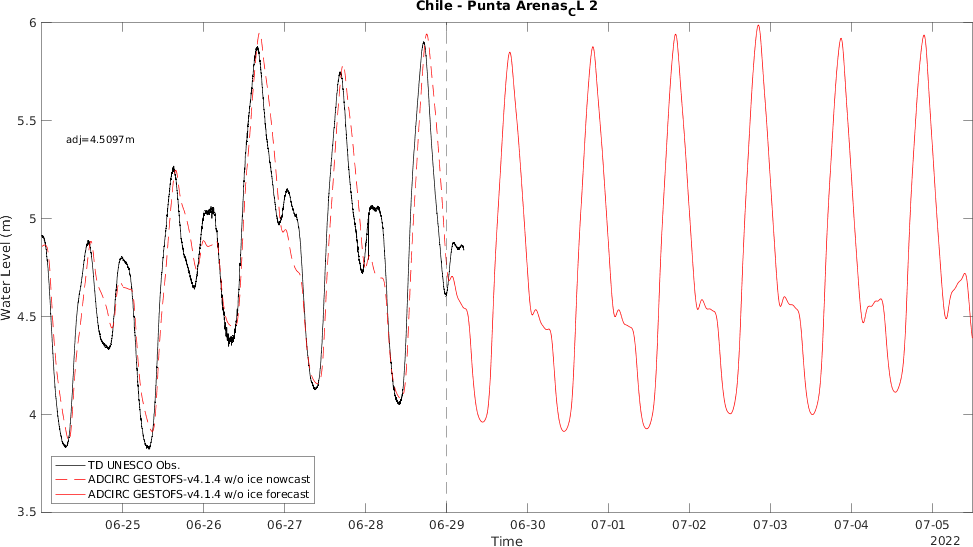 Chile - Punta Arenas_CL 2
6
5.5
5
4.5
4
3.5
Water Level (m)
adj=4.5097m
TD UNESCO Obs.
ADCIRC GESTOFS-v4.1.4 w/o ice nowcast
ADCIRC GESTOFS-v4.1.4 w/o ice forecast
06-25 06-26 06-27 06-28 06-29 06-30 07-01 07-02 07-03 07-04 07-05
Time
2022